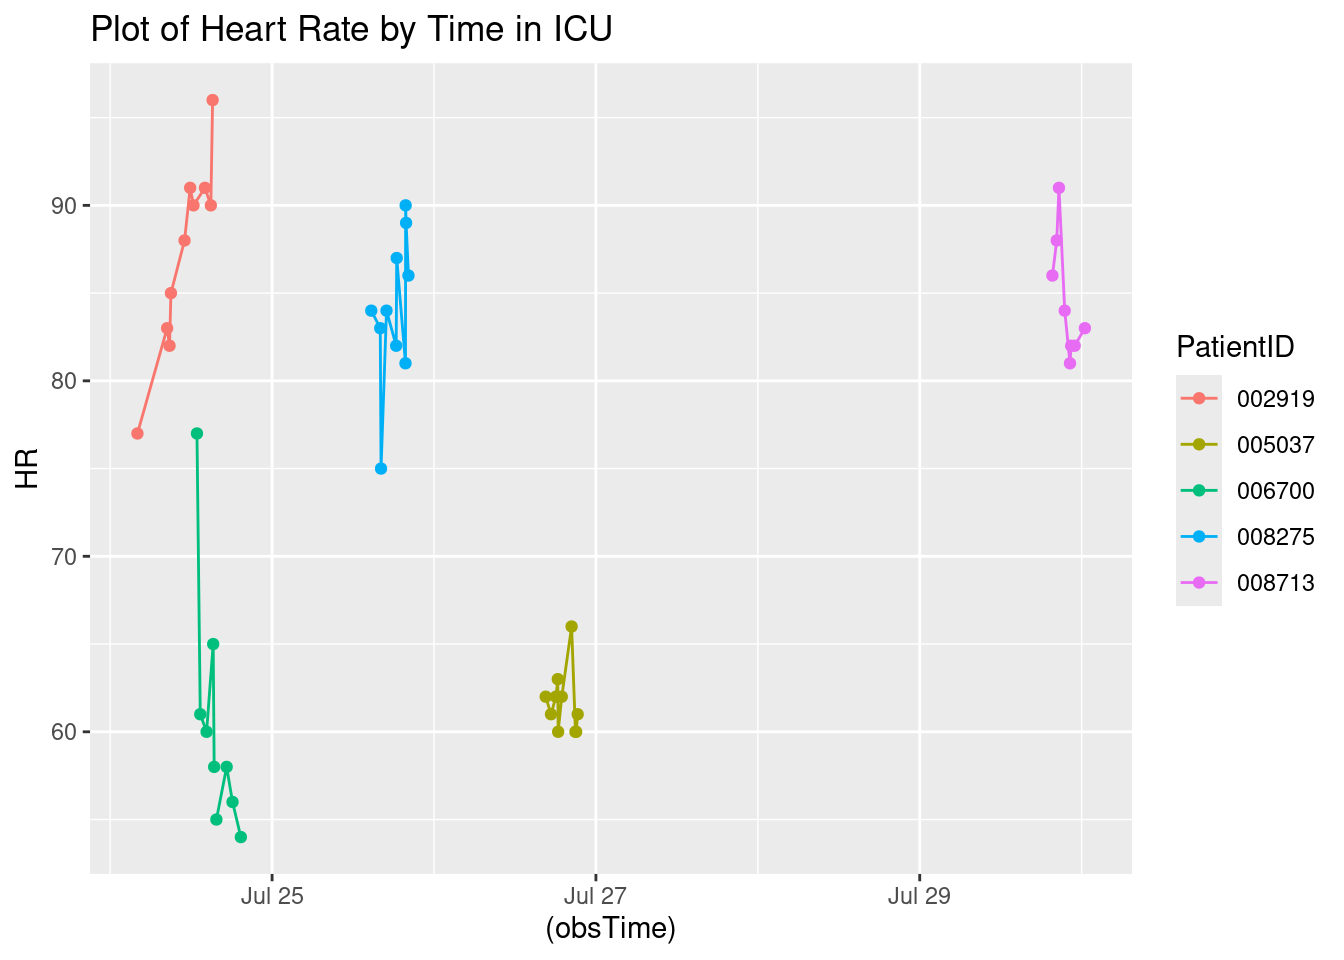 Plot of Heart Rate by Time in ICU
90
80
70
60
HR
Jul 25
Jul 27
Jul 29
(obsTime)
PatientID
002919
005037
006700
008275
008713